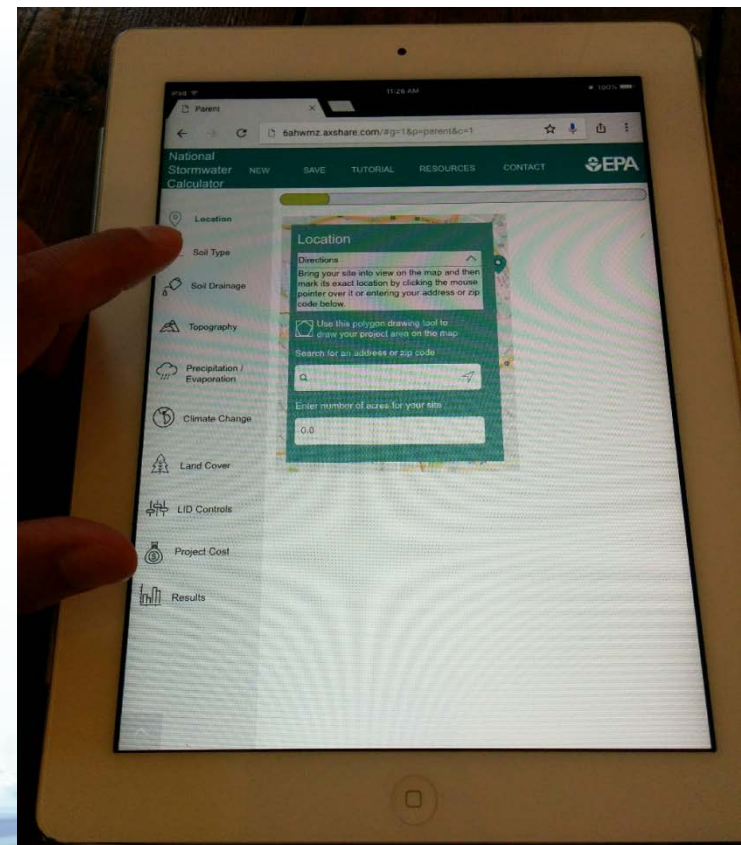 iPad
11:26 AM
100%
Parent
6ahwmz.axshare.com/#g=1&p=parent&c=1
National
Stormwater
Calculator
NEW
SAVE
TUTORIAL
RESOURCES
CONTACT
EPA
Location
Soil Type
Soil Drainage
Topography
Precipitation /
Evaporation
Climate Change
Land Cover
LID Controls
Project Cost
Results
Location
Directions
Bring your site into view on the map and then
mark its exact location by clicking the mouse
pointer over it or entering your address or zip
code below.
Use this polygon drawing tool to
draw your project area on the map
Search for an address or zip code
Enter number of acres for your site
0.0